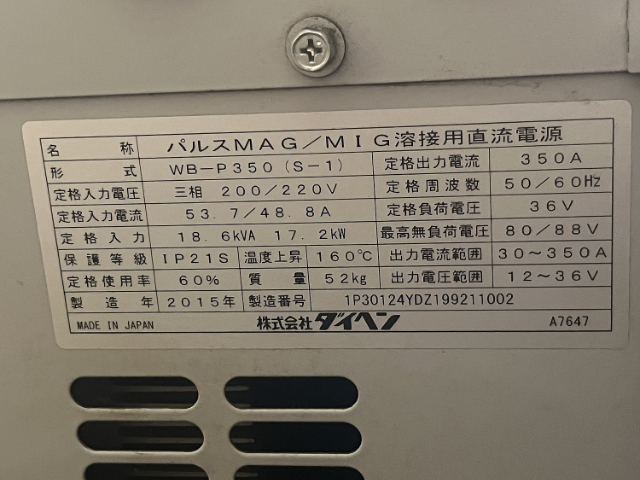 名称 パルスMAG/MIG溶接用直流電源
形式 WB-P350 (S-1) 定格出力電流 350A
定格入力電圧 三相 200/220V 定格周波数 50/60Hz
定格入力電流 53.7/48.8A 定格負荷電圧 36V
定格入力 18.6kVA 17.2kW 最高無負荷電圧 80/88V
保護等級 IP21S 温度上昇 160℃ 出力電流範囲 30~350A
定格使用率 60% 質量 52kg 出力電圧範囲 12~36V
製造年 2015年 製造番号 1P30124YDZ199211002
MADE IN JAPAN 株式会社ダイヘン A7647